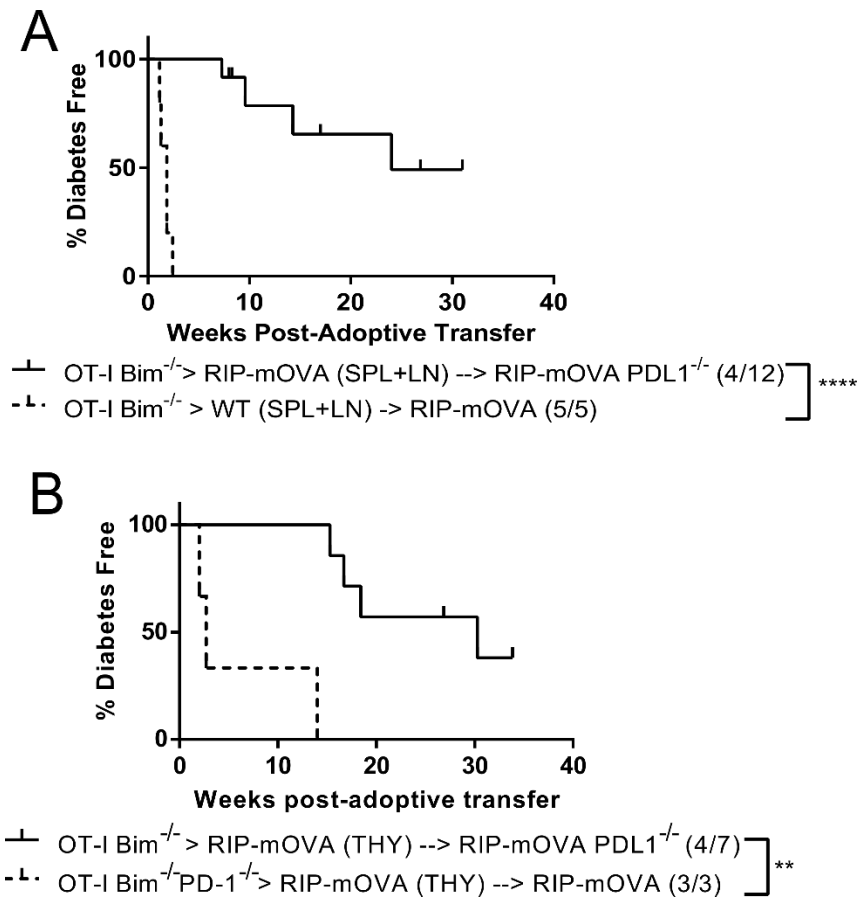 A
100
50
0
% Diabetes Free
0 10 20 30 40
Weeks Post-Adoptive Transfer
OT-I Bim-/-> RIP-mOVA (SPL+LN) --> RIP-mOVA PDL1-/- (4/12)
****
OT-I Bim-/- > WT (SPL+LN) -> RIP-mOVA (5/5)
B
100
50
0
% Diabetes Free
0 10 20 30 40
Weeks post-adoptive transfer
OT-I Bim-/- > RIP-mOVA (THY) --> RIP-mOVA PDL1-/- (4/7)
**
OT-I Bim-/-PD-1-/-> RIP-mOVA (THY) --> RIP-mOVA (3/3)